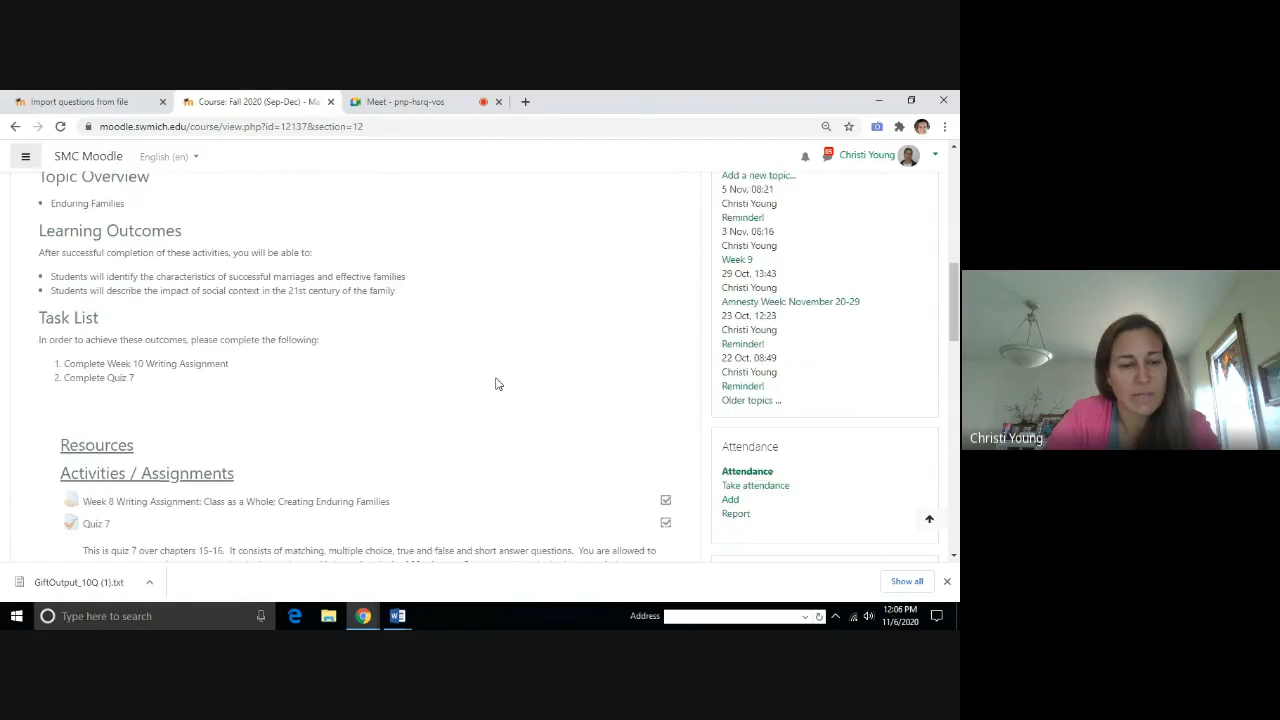 Import questions from file
Course: Fall 2020 (Sep-Dec) - Ma
Meet - pnp-hsrq-vos
moodle.swmich.edu/course/view.php?id=12137&section=12
SMC Moodle
English (en)
65
Christi Young
Topic Overview
Enduring Families
Learning Outcomes
After successful completion of these activities, you will be able to:
Students will identify the characteristics of successful marriages and effective families
Students will describe the impact of social context in the 21st century of the family
Task List
In order to achieve these outcomes, please complete the following:
1. Complete Week 10 Writing Assignment
2. Complete Quiz 7
Resources
Activities / Assignments
Week 8 Writing Assignment: Class as a Whole; Creating Enduring Families
Quiz 7
This is quiz 7 over chapters 15-16. It consists of matching, multiple choice, true and false and short answer questions. You are allowed to
Add a new topic...
5 Nov, 08:21
Christi Young
Reminder!
3 Nov, 06:16
Christi Young
Week 9
29 Oct, 13:43
Christi Young
Amnesty Week: November 20-29
23 Oct, 12:23
Christi Young
Reminder!
22 Oct, 08:49
Christi Young
Reminder!
Older topics ...
Attendance
Attendance
Take attendance
Add
Report
GiftOutput_10Q (1).txt
Show all
Type here to search
Address
12:06 PM
11/6/2020
Christi Young